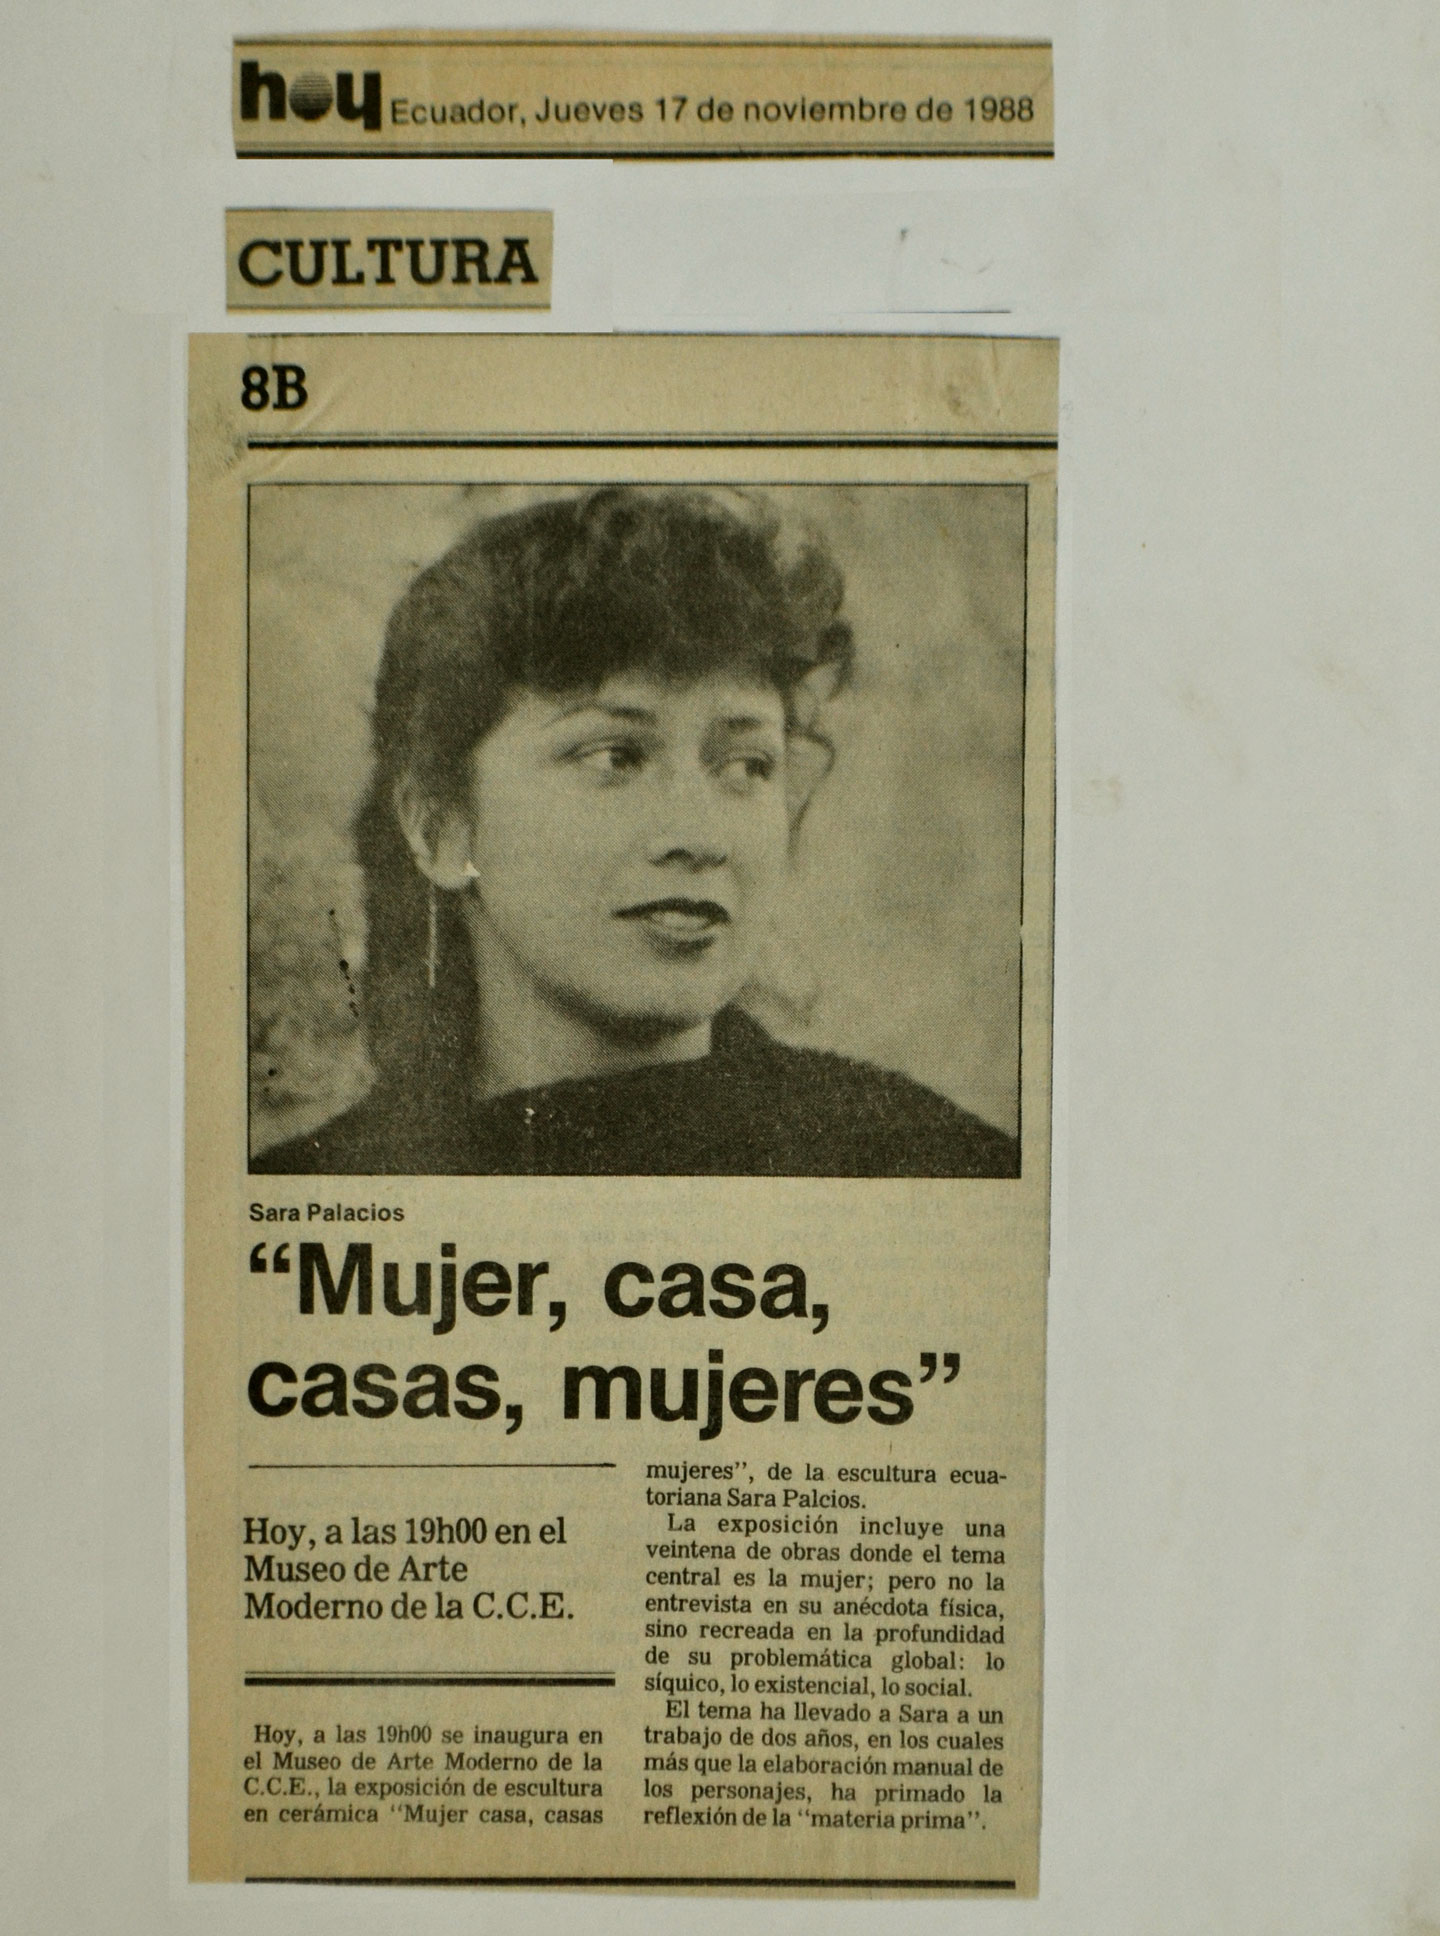 hoy Ecuador, Jueves 17 de noviembre de 1988
CULTURA
8B
Sara Palacios
“Mujer, casa,
casas, mujeres”
Hoy, a las 19h00 en el
Museo de Arte
Moderno de la C.C.E.
Hoy, a las 19h00 se inaugura en
el Museo de Arte Moderno de la
C.C.E., la exposición de escultura
en cerámica “Mujer casa, casas
mujeres”, de la escultura ecua-
toriana Sara Palcios.
La exposición incluye una
veintena de obras donde el tema
central es la mujer; pero no la
entrevista en su anécdota física,
sino recreada en la profundidad
de su problemática global: lo
síquico, lo existencial, lo social.
El tema ha llevado a Sara a un
trabajo de dos años, en los cuales
más que la elaboración manual de
los personajes, ha primado la
reflexión de la “materia prima”.